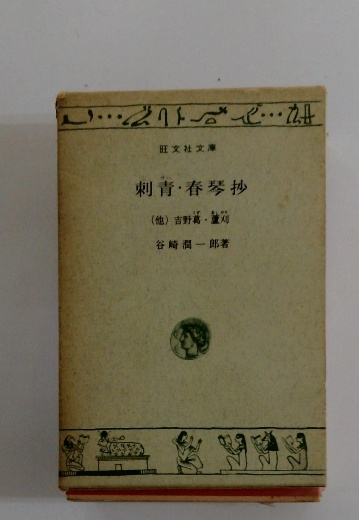 旺文社文庫
刺青・春琴抄
(他) 吉野葛・蘆刈
谷崎潤一郎著